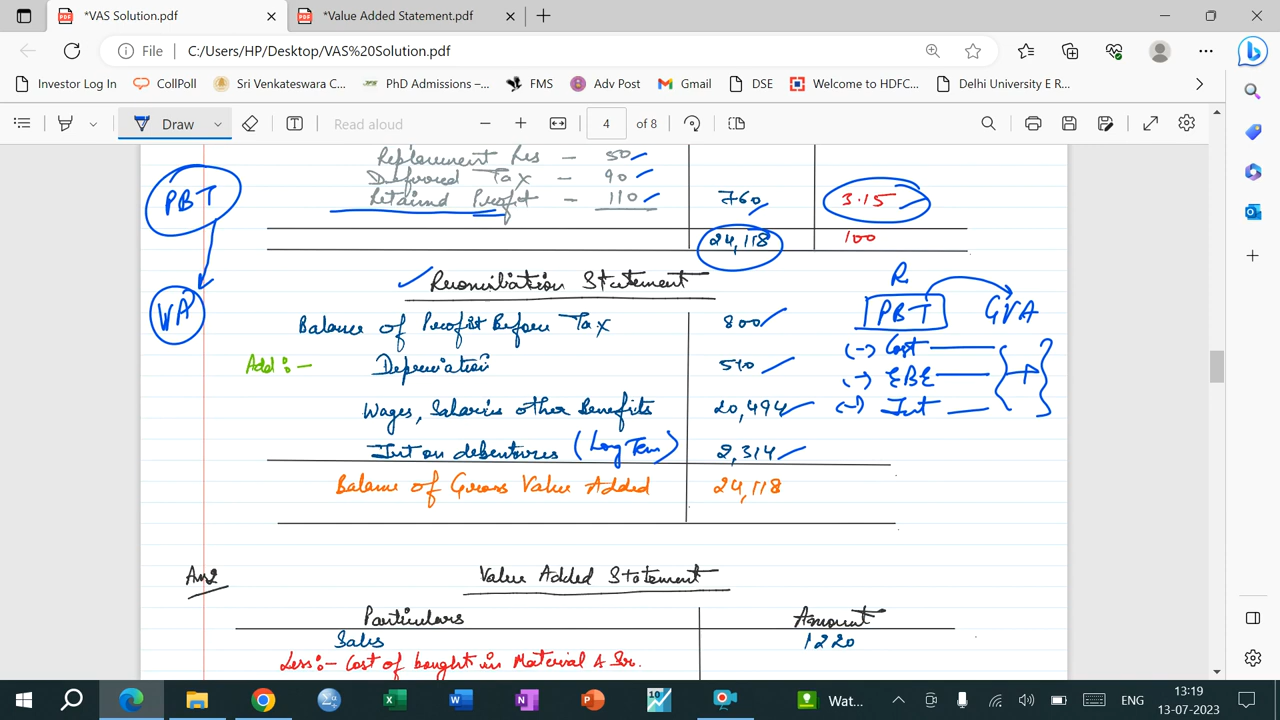 *VAS Solution.pdf
*Value Added Statement.pdf
File C:/Users/HP/Desktop/VAS%20Solution.pdf
Investor Log In CollPoll Sri Venkateswara C... PhD Admissions –... FMS Adv Post Gmail DSE Welcome to HDFC... Delhi University E R...
Draw Read aloud 4 of 8
Replacement Res - 50
Deferred Tax - 90
Retained Profit - 110 760 3.15
24,118 100
PBT
VA
Reconciliation Statement
Balance of Profit Before Tax 800
Add:- Depreciation 510
Wages, Salaries other Benefits 20,494
Int on debentures (Long Term) 2,314
Balance of Gross Value Added 24,118
R
PBT GVA
(-) Cost
(-) EBE
(-) Int
Ans2 Value Added Statement
Particulars Amount
Sales 1220
Less:- Cost of bought in Material & Sr.
Wat...
ENG
13:19
13-07-2023